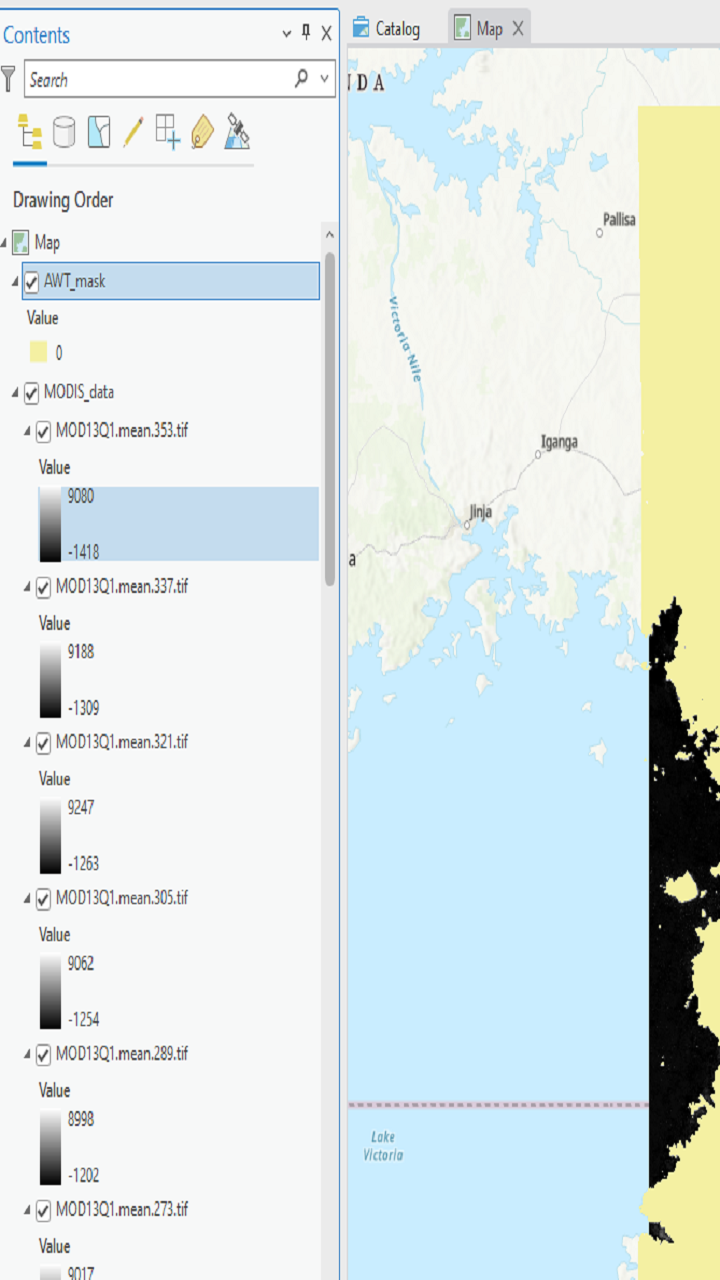 Contents
Search
Drawing Order
Map
AWT_mask
Value
0
MODIS_data
MOD13Q1.mean.353.tif
Value
9080
-1418
MOD13Q1.mean.337.tif
Value
9188
-1309
MOD13Q1.mean.321.tif
Value
9247
-1263
MOD13Q1.mean.305.tif
Value
9062
-1254
MOD13Q1.mean.289.tif
Value
8998
-1202
MOD13Q1.mean.273.tif
Value
9017
Catalog
Map
NDA
Pallisa
Victoria Nile
Iganga
Jinja
a
Lake
Victoria